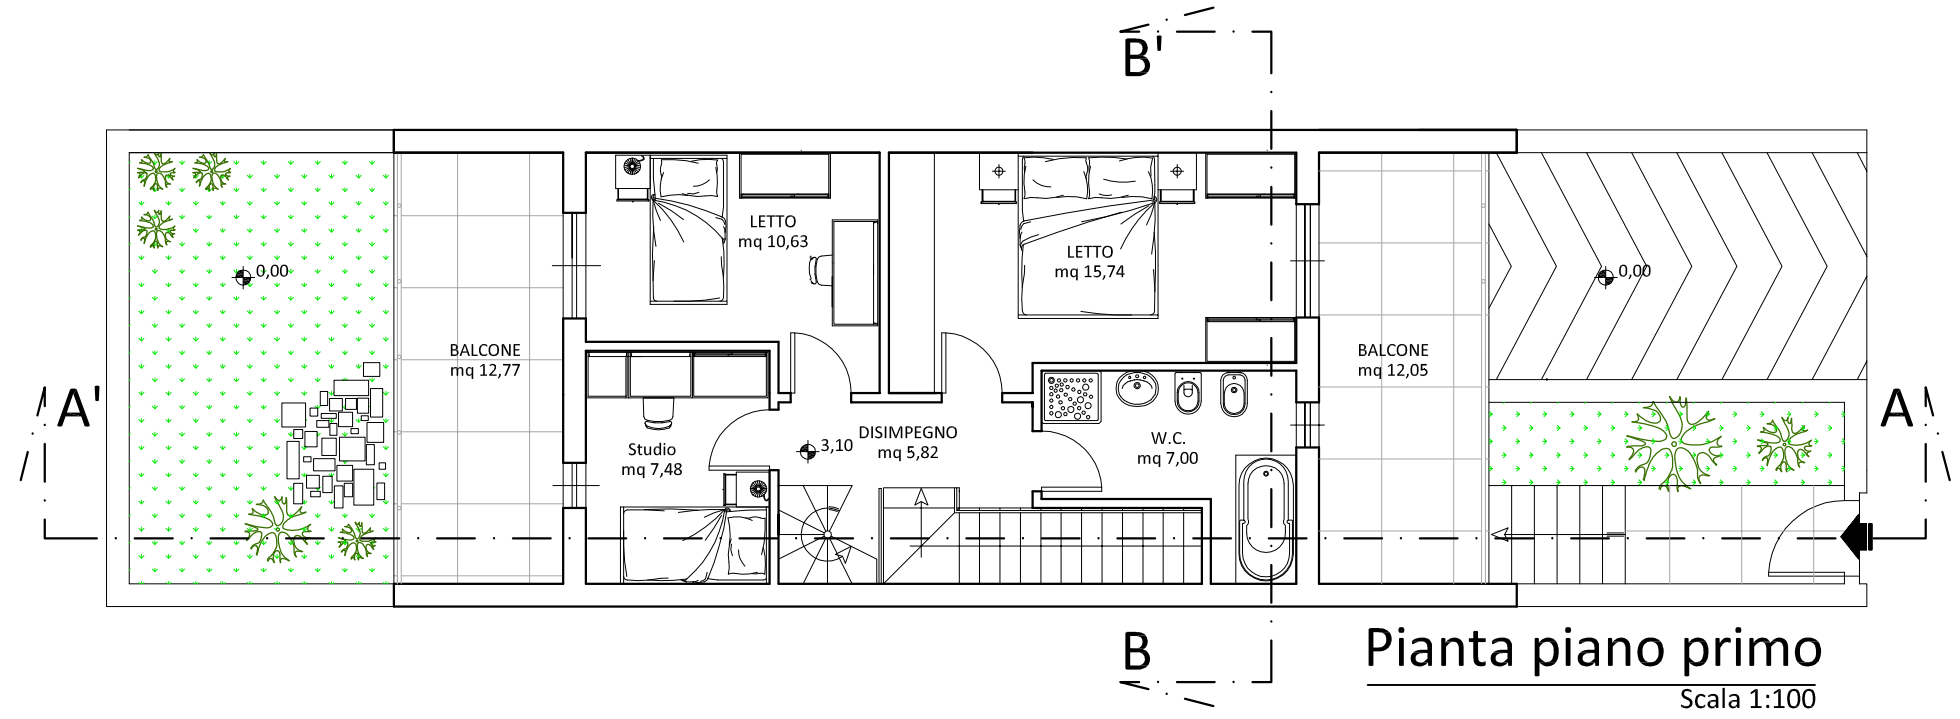 B'
LETTO
mq 10,63
LETTO
mq 15,74
0,00
0,00
BALCONE
mq 12,77
BALCONE
mq 12,05
A'
A
Studio
mq 7,48
3,10
DISIMPEGNO
mq 5,82
W.C.
mq 7,00
B
Pianta piano primo
Scala 1:100